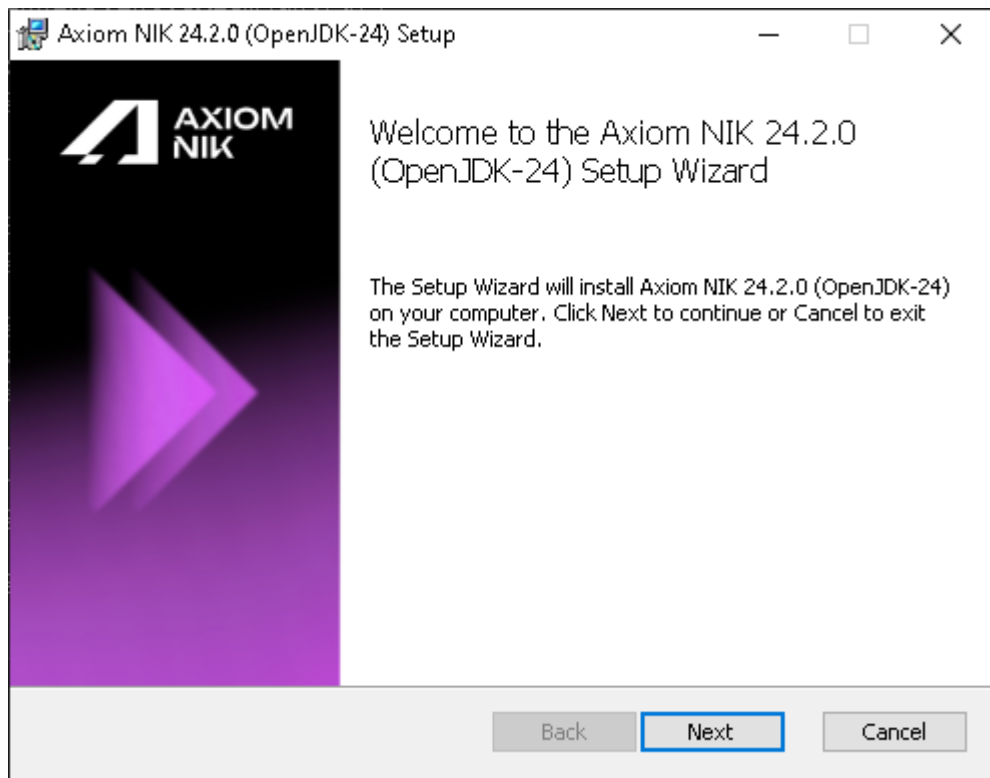 Axiom NIK 24.2.0 (OpenJDK-24) Setup
AXIOM
NIK
Welcome to the Axiom NIK 24.2.0
(OpenJDK-24) Setup Wizard
The Setup Wizard will install Axiom NIK 24.2.0 (OpenJDK-24)
on your computer. Click Next to continue or Cancel to exit
the Setup Wizard.
Back
Next
Cancel